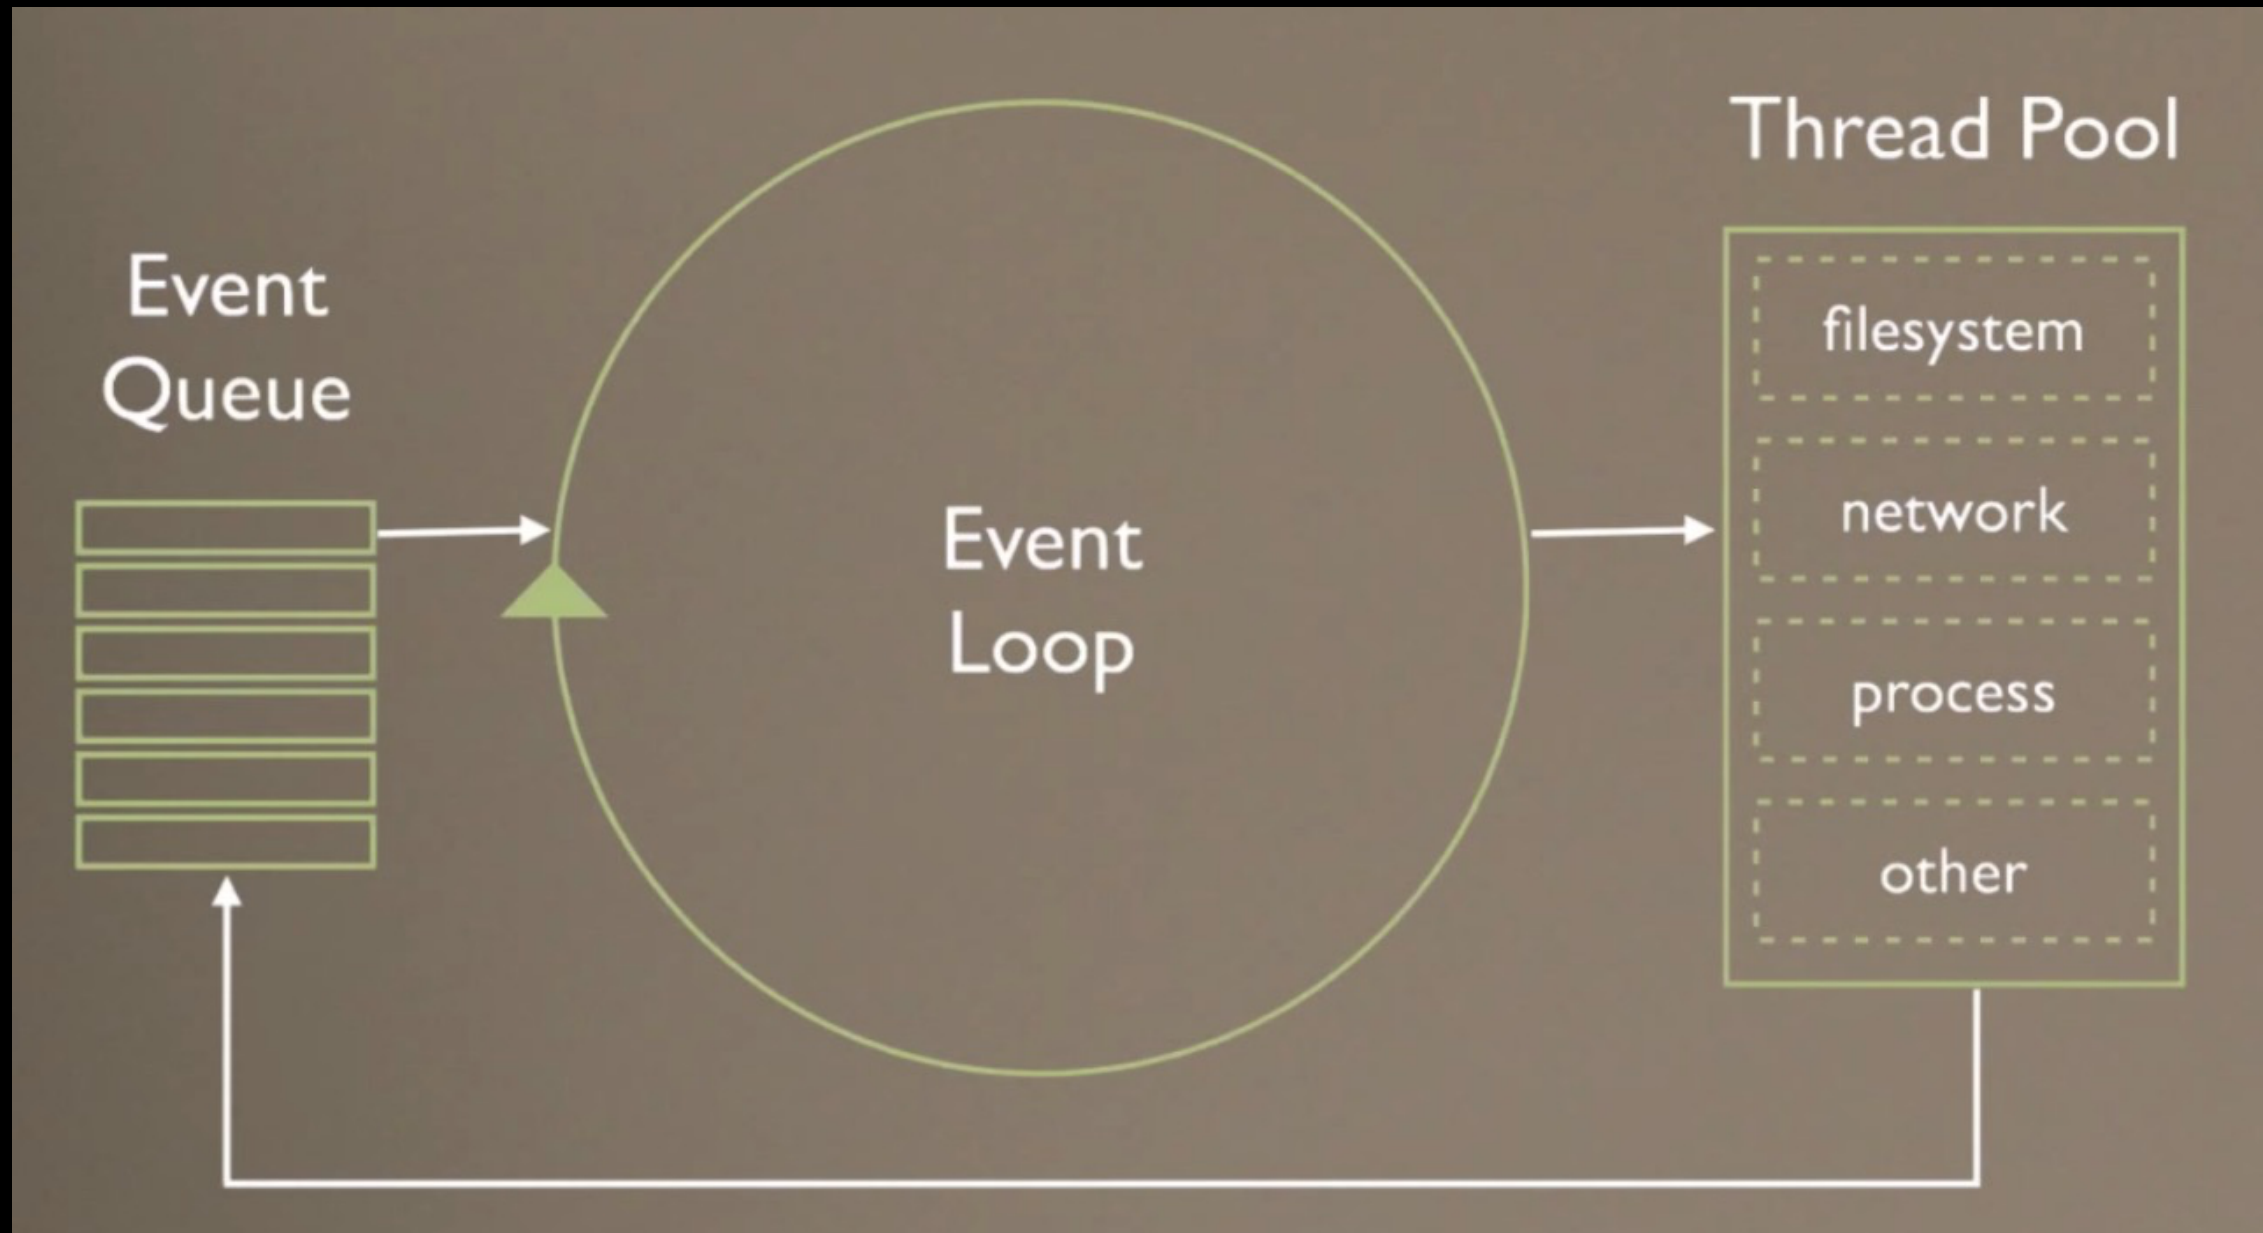 Event
Queue
Event
Loop
Thread Pool
filesystem
network
process
other